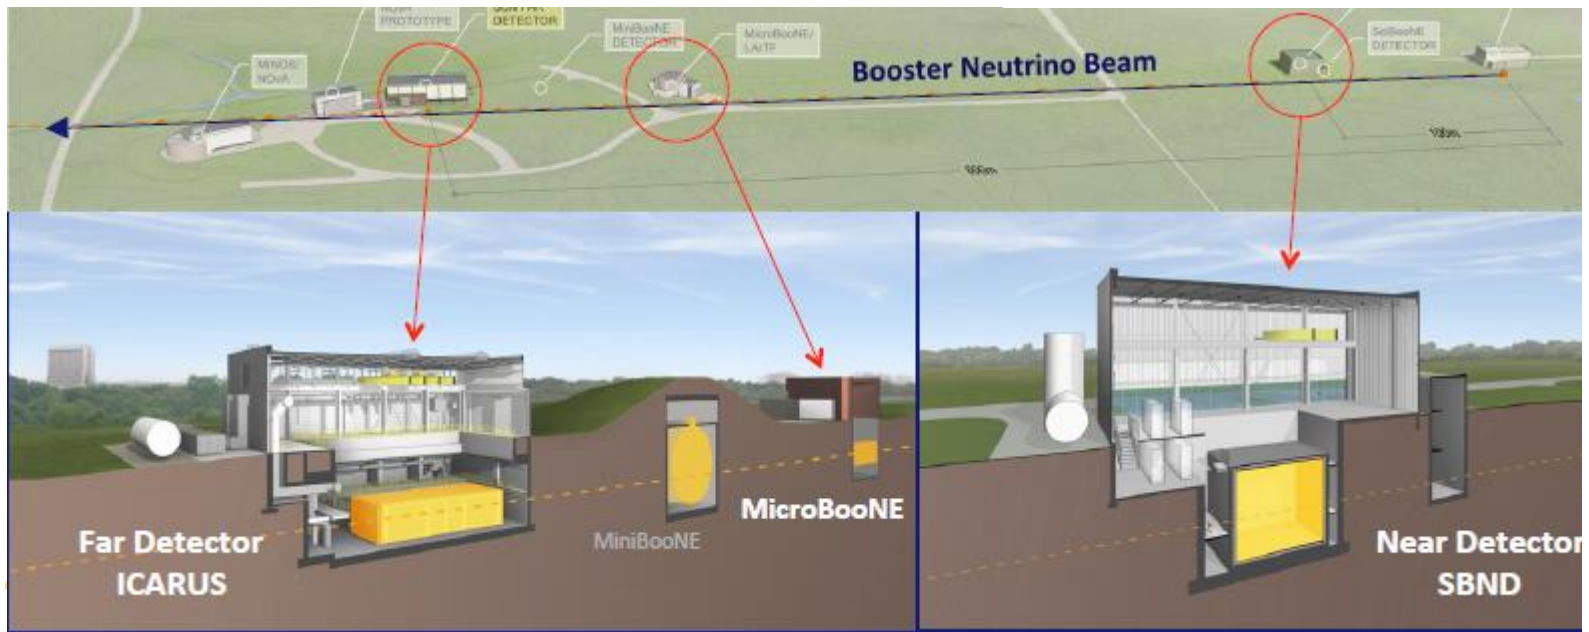 PROTOTYPE
DETECTOR
MiniBooNE
DETECTOR
MicroBooNE/
LArTF
SciBooNE
DETECTOR
MINOS/
NOvA
Booster Neutrino Beam
100m
Far Detector
ICARUS
MiniBooNE
MicroBooNE
Near Detector
SBND